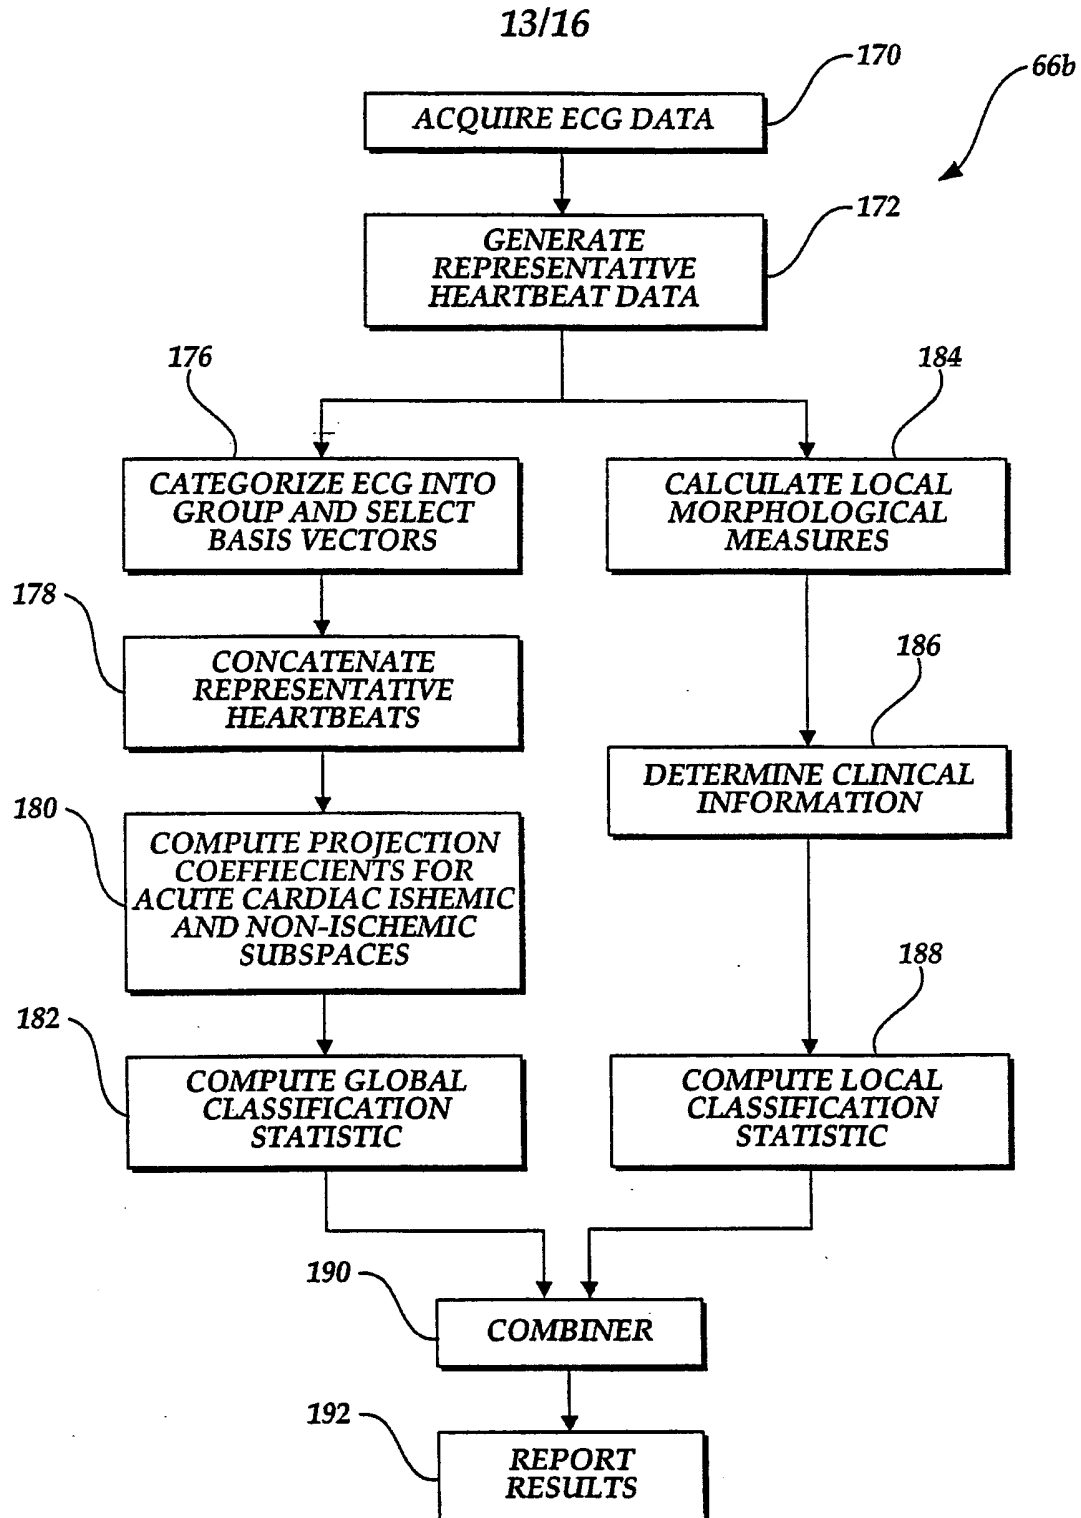 13/16
170
66b
ACQUIRE ECG DATA
172
GENERATE
REPRESENTATIVE
HEARTBEAT DATA
176
184
CATEGORIZE ECG INTO
GROUP AND SELECT
BASIS VECTORS
CALCULATE LOCAL
MORPHOLOGICAL
MEASURES
178
CONCATENATE
REPRESENTATIVE
HEARTBEATS
186
DETERMINE CLINICAL
INFORMATION
180
COMPUTE PROJECTION
COEFFIECIENTS FOR
ACUTE CARDIAC ISHEMIC
AND NON-ISCHEMIC
SUBSPACES
188
182
COMPUTE GLOBAL
CLASSIFICATION
STATISTIC
COMPUTE LOCAL
CLASSIFICATION
STATISTIC
190
COMBINER
192
REPORT
RESULTS